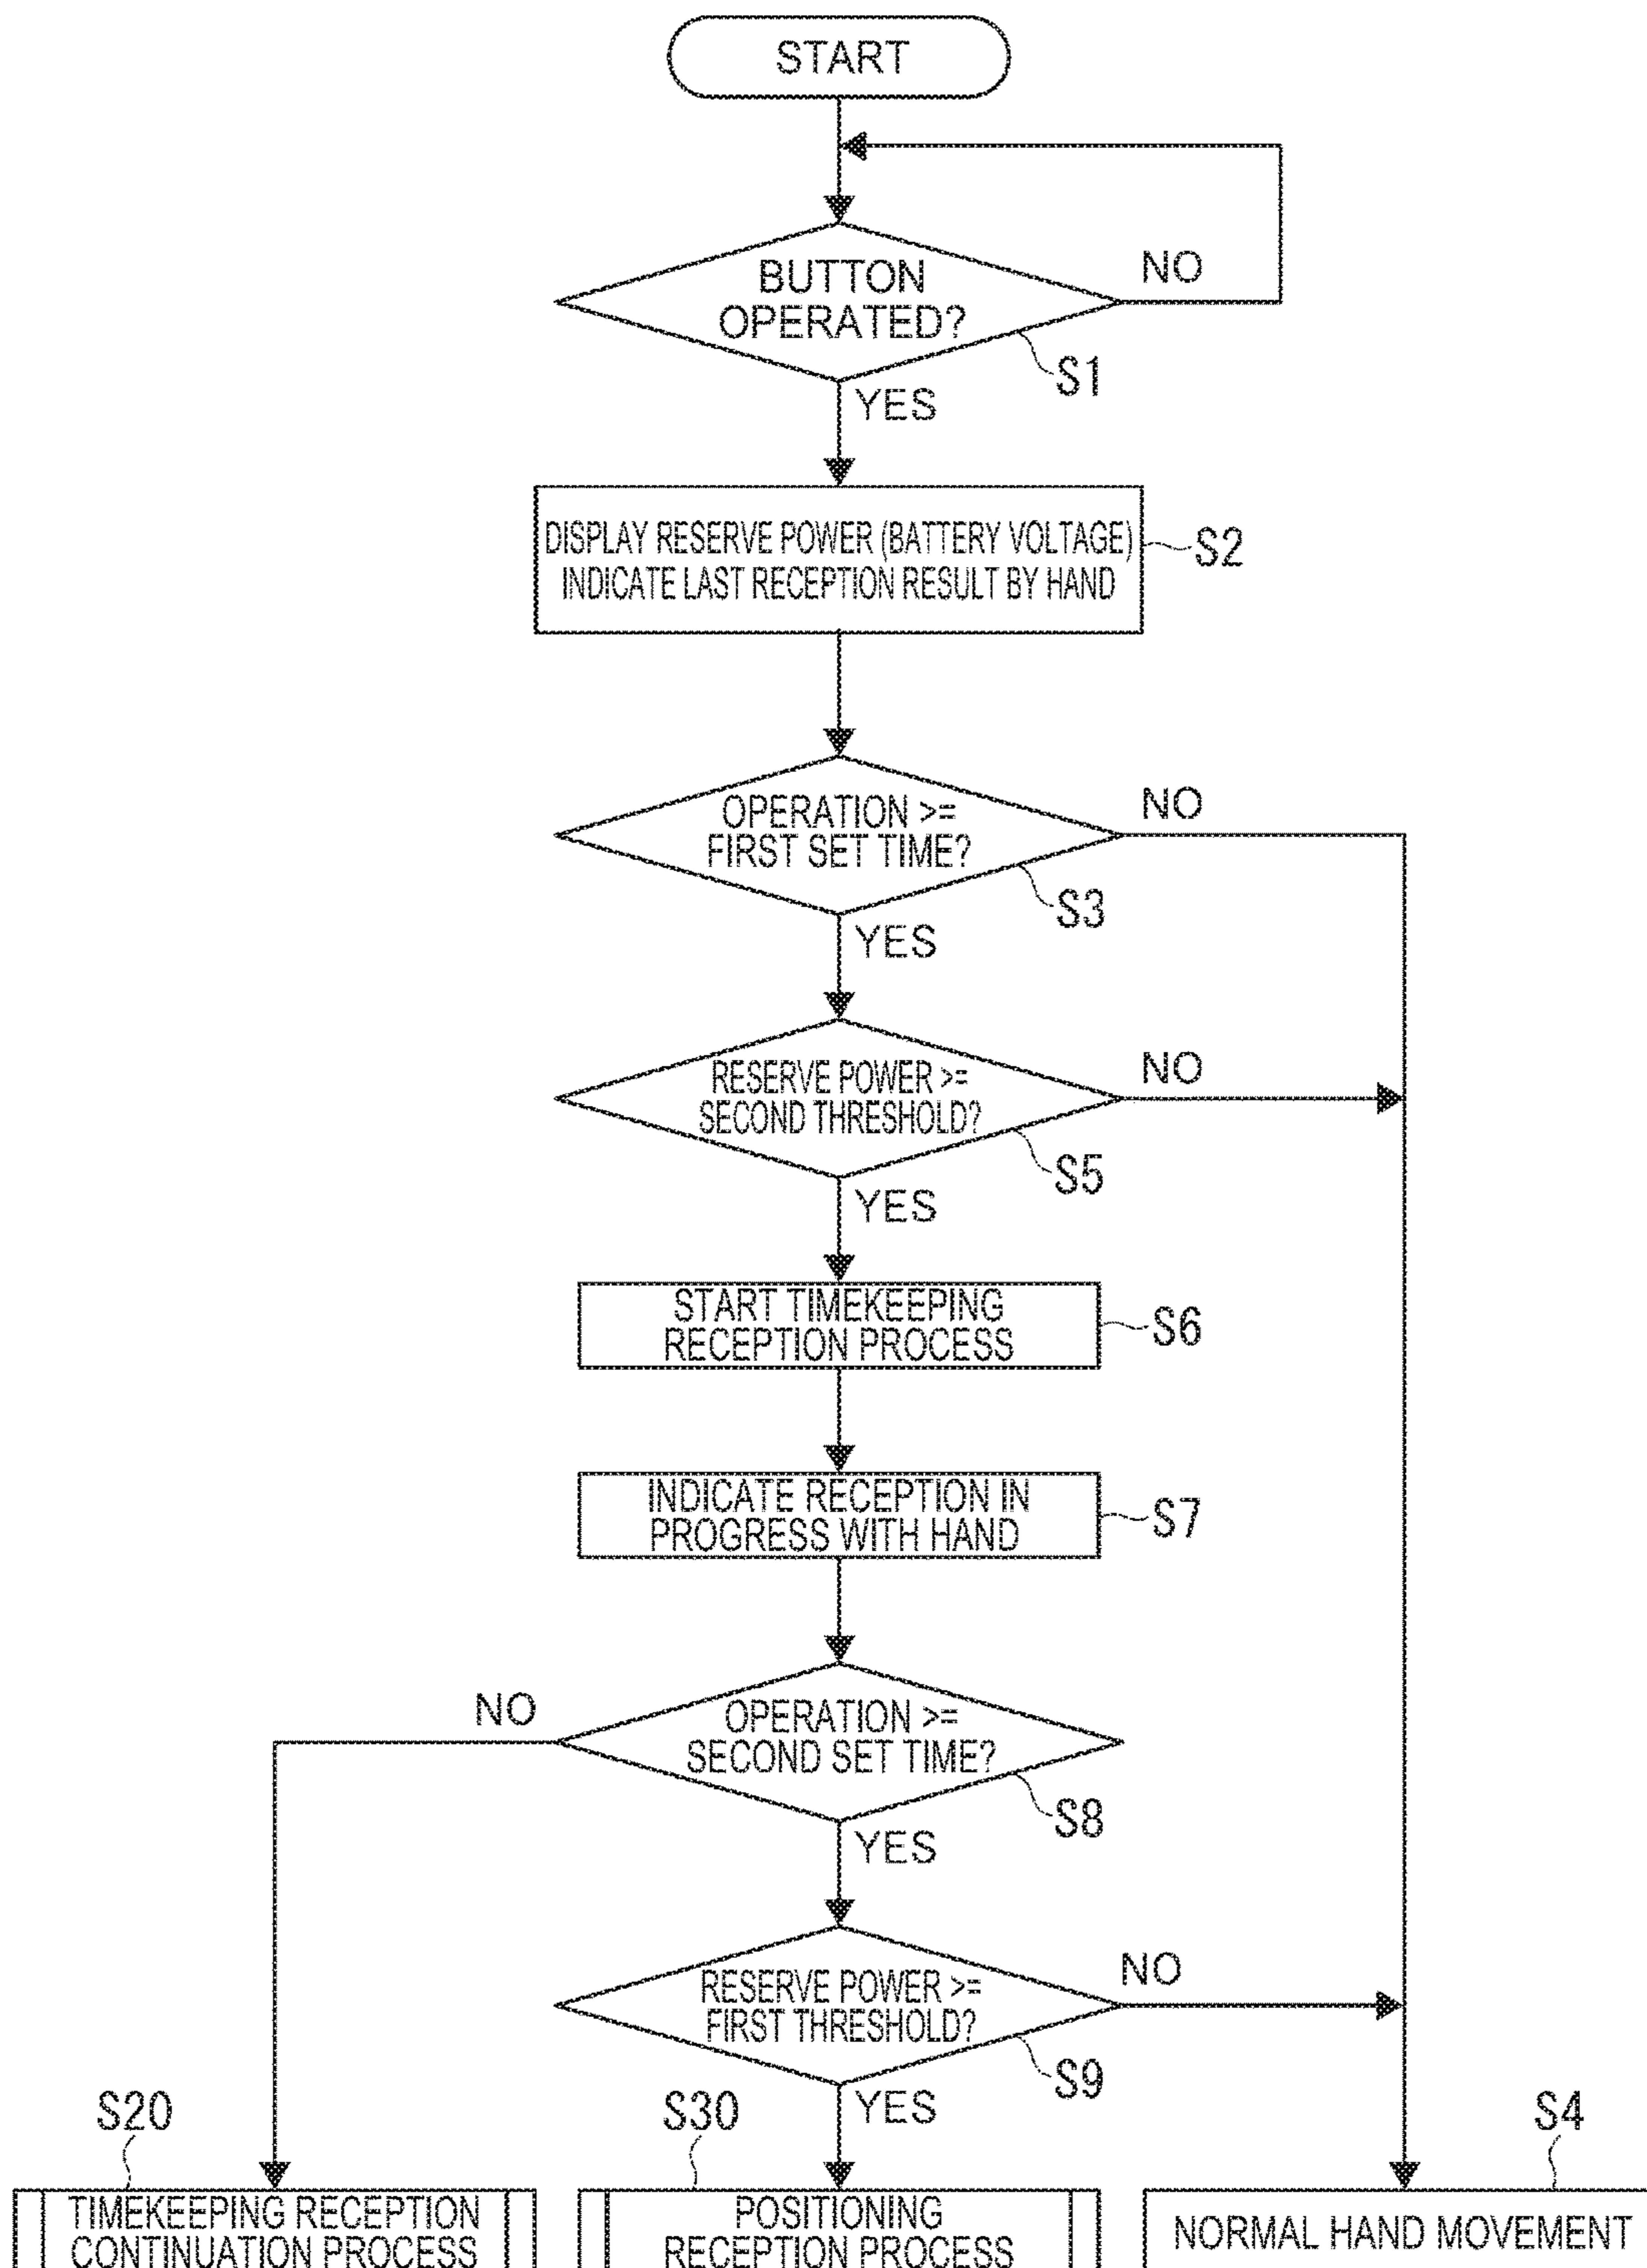 START
BUTTON
OPERATED?
NO
S1
YES
DISPLAY RESERVE POWER (BATTERY VOLTAGE)
INDICATE LAST RECEPTION RESULT BY HAND
S2
OPERATION >=
FIRST SET TIME?
NO
S3
YES
RESERVE POWER >=
SECOND THRESHOLD?
NO
S5
YES
START TIMEKEEPING
RECEPTION PROCESS
S6
INDICATE RECEPTION IN
PROGRESS WITH HAND
S7
NO
OPERATION >=
SECOND SET TIME?
S8
YES
RESERVE POWER >=
FIRST THRESHOLD?
NO
S9
YES
S20
S30
S4
TIMEKEEPING RECEPTION
CONTINUATION PROCESS
POSITIONING
RECEPTION PROCESS
NORMAL HAND MOVEMENT